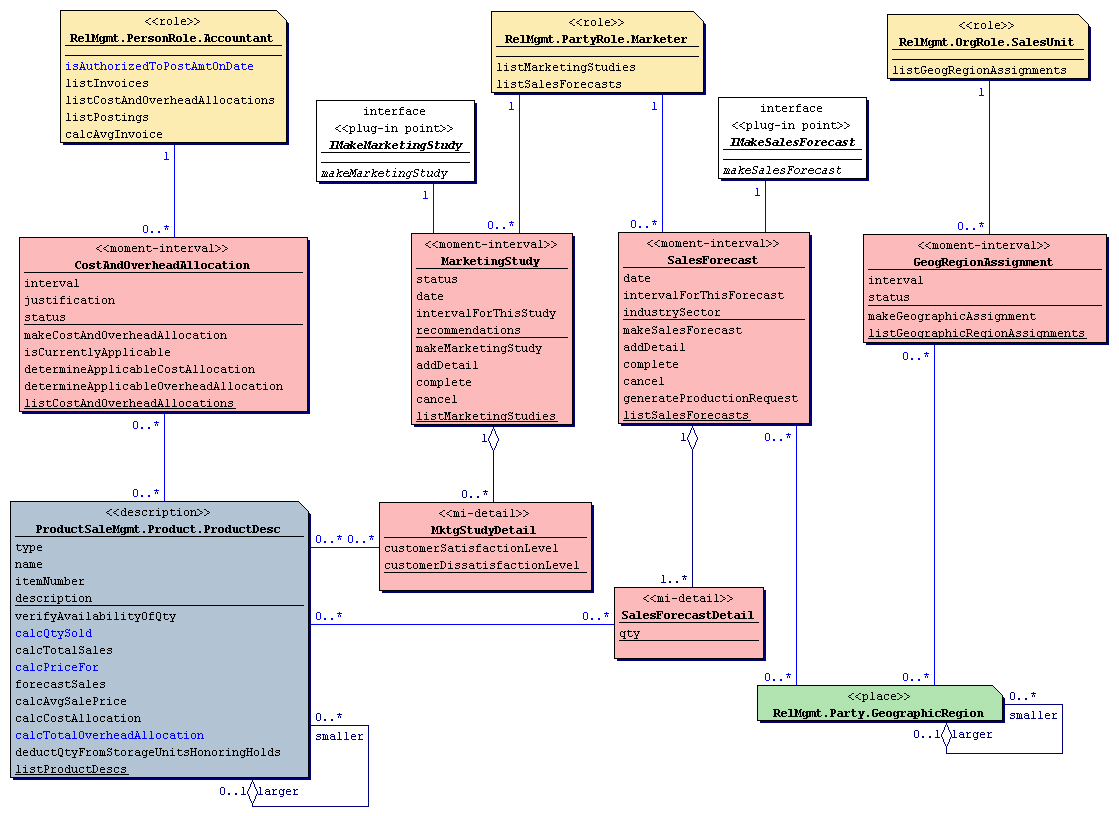 <<role>>
RelMgmt.PersonRole.Accountant
isAuthorizedToPostAmtOnDate
listInvoices
listCostAndOverheadAllocations
listPostings
calcAvgInvoice
1
0..*
<<role>>
RelMgmt.PartyRole.Marketer
listMarketingStudies
listSalesForecasts
1
1
0..*
0..*
<<role>>
RelMgmt.OrgRole.SalesUnit
listGeogRegionAssignments
1
0..*
interface
<<plug-in point>>
IMakeMarketingStudy
makeMarketingStudy
1
interface
<<plug-in point>>
IMakeSalesForecast
makeSalesForecast
1
<<moment-interval>>
CostAndOverheadAllocation
interval
justification
status
makeCostAndOverheadAllocation
isCurrentlyApplicable
determineApplicableCostAllocation
determineApplicableOverheadAllocation
listCostAndOverheadAllocations
0..*
0..*
<<moment-interval>>
MarketingStudy
status
date
intervalForThisStudy
recommendations
makeMarketingStudy
addDetail
complete
cancel
listMarketingStudies
1
0..*
<<moment-interval>>
SalesForecast
date
intervalForThisForecast
industrySector
makeSalesForecast
addDetail
complete
cancel
generateProductionRequest
listSalesForecasts
1
0..*
1..*
0..*
<<moment-interval>>
GeogRegionAssignment
interval
status
makeGeographicAssignment
listGeographicRegionAssignments
0..*
0..*
<<description>>
ProductSaleMgmt.Product.ProductDesc
type
name
itemNumber
description
verifyAvailabilityOfQty
calcQtySold
calcTotalSales
calcPriceFor
forecastSales
calcAvgSalePrice
calcCostAllocation
calcTotalOverheadAllocation
deductQtyFromStorageUnitsHonoringHolds
listProductDescs
0..* 0..*
0..*
0..*
0..*
smaller
0..1
larger
<<mi-detail>>
MktgStudyDetail
customerSatisfactionLevel
customerDissatisfactionLevel
<<mi-detail>>
SalesForecastDetail
qty
<<place>>
RelMgmt.Party.GeographicRegion
0..*
smaller
0..1
larger